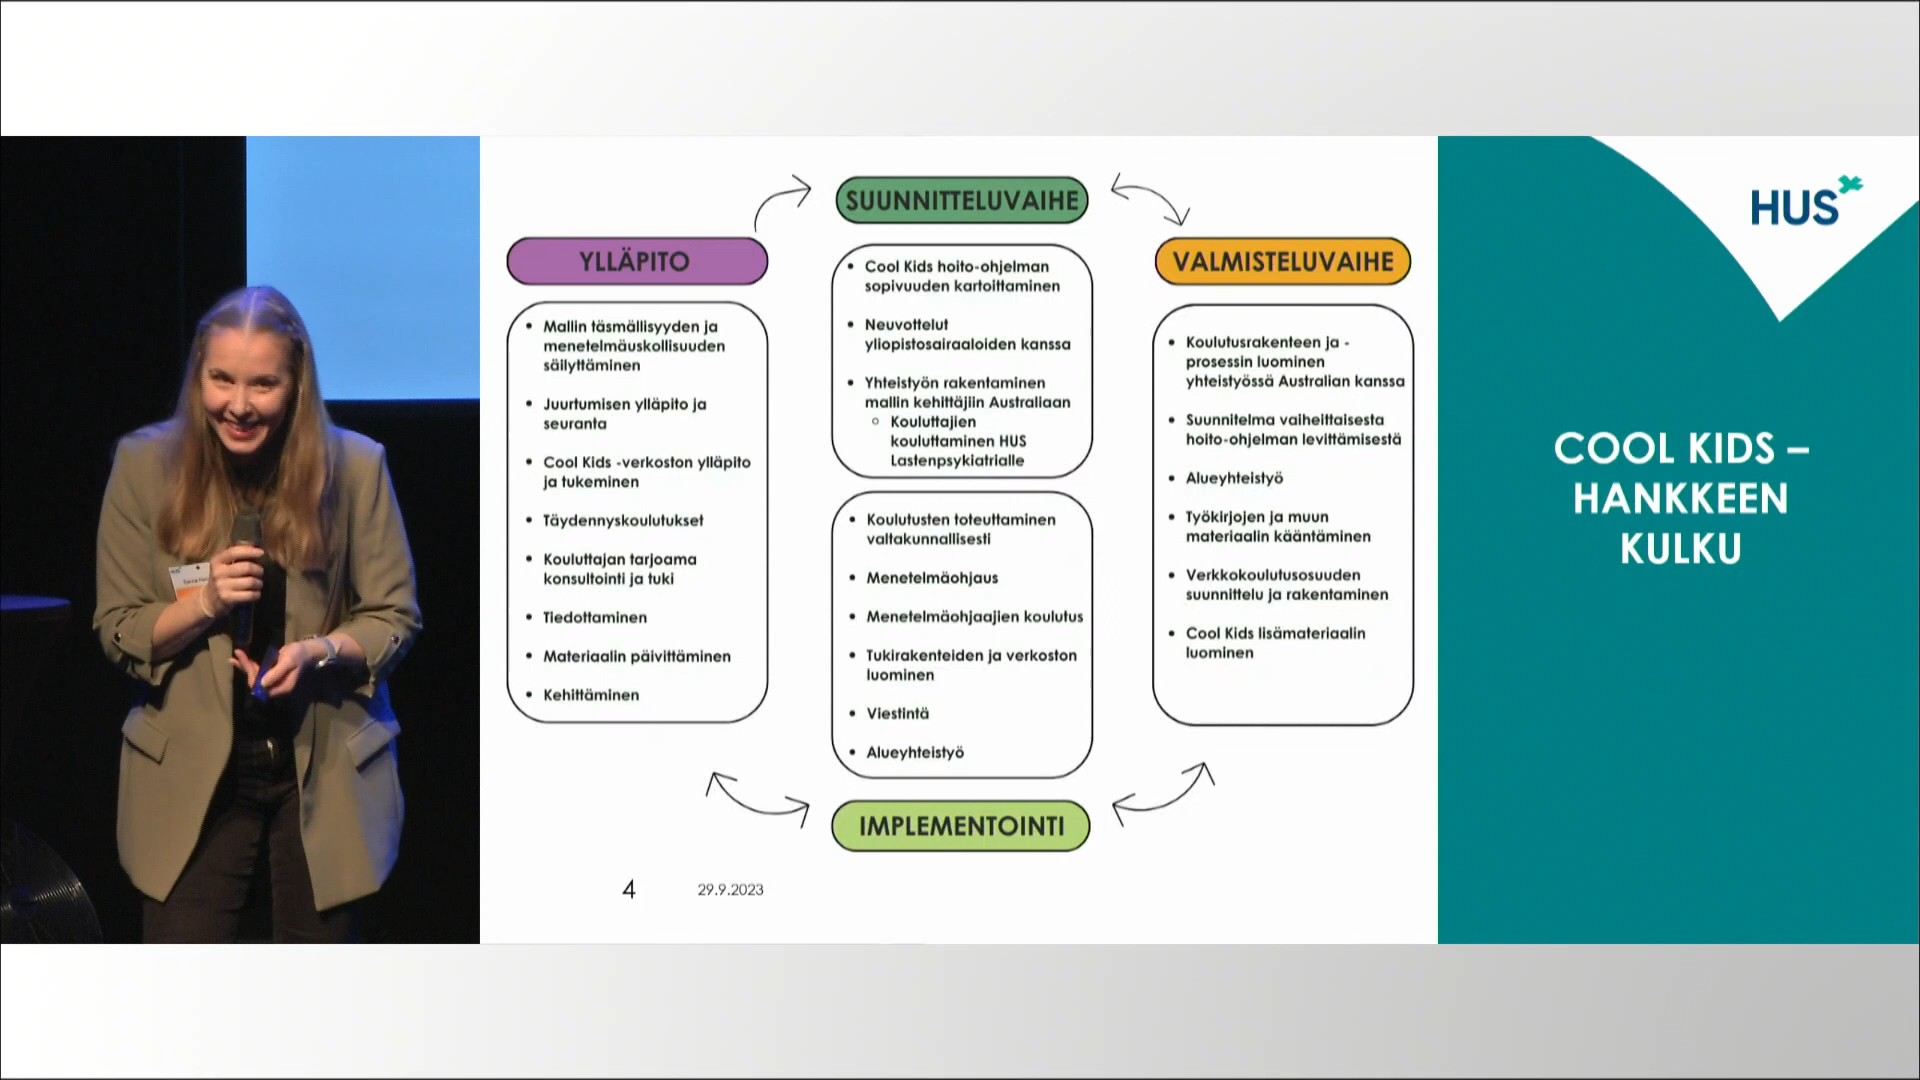 SUUNNITTELUVAIHE
Cool Kids hoito-ohjelman
sopivuuden kartoittaminen
Neuvottelut
yliopistosairaaloiden kanssa
Yhteistyön rakentaminen
mallin kehittäjiin Australiaan
Kouluttajien
kouluttaminen HUS
Lastenpsykiatrialle
YLLÄPITO
Mallin täsmällisyyden ja
menetelmäuskollisuuden
säilyttäminen
Juurtumisen ylläpito ja
seuranta
Cool Kids -verkoston ylläpito
ja tukeminen
Täydennyskoulutukset
Kouluttajan tarjoama
konsultointi ja tuki
Tiedottaminen
Materiaalin päivittäminen
Kehittäminen
VALMISTELUVAIHE
Koulutusrakenteen ja -
prosessin luominen
yhteistyössä Australian kanssa
Suunnitelma vaiheittaisesta
hoito-ohjelman levittämisestä
Alueyhteistyö
Työkirjojen ja muun
materiaalin kääntäminen
Verkkokoulutusosuuden
suunnittelu ja rakentaminen
Cool Kids lisämateriaalin
luominen
Koulutusten toteuttaminen
valtakunnallisesti
Menetelmäohjaus
Menetelmäohjaajien koulutus
Tukirakenteiden ja verkoston
luominen
Viestintä
Alueyhteistyö
IMPLEMENTOINTI
4
29.9.2023
HUS
COOL KIDS –
HANKKEEN
KULKU